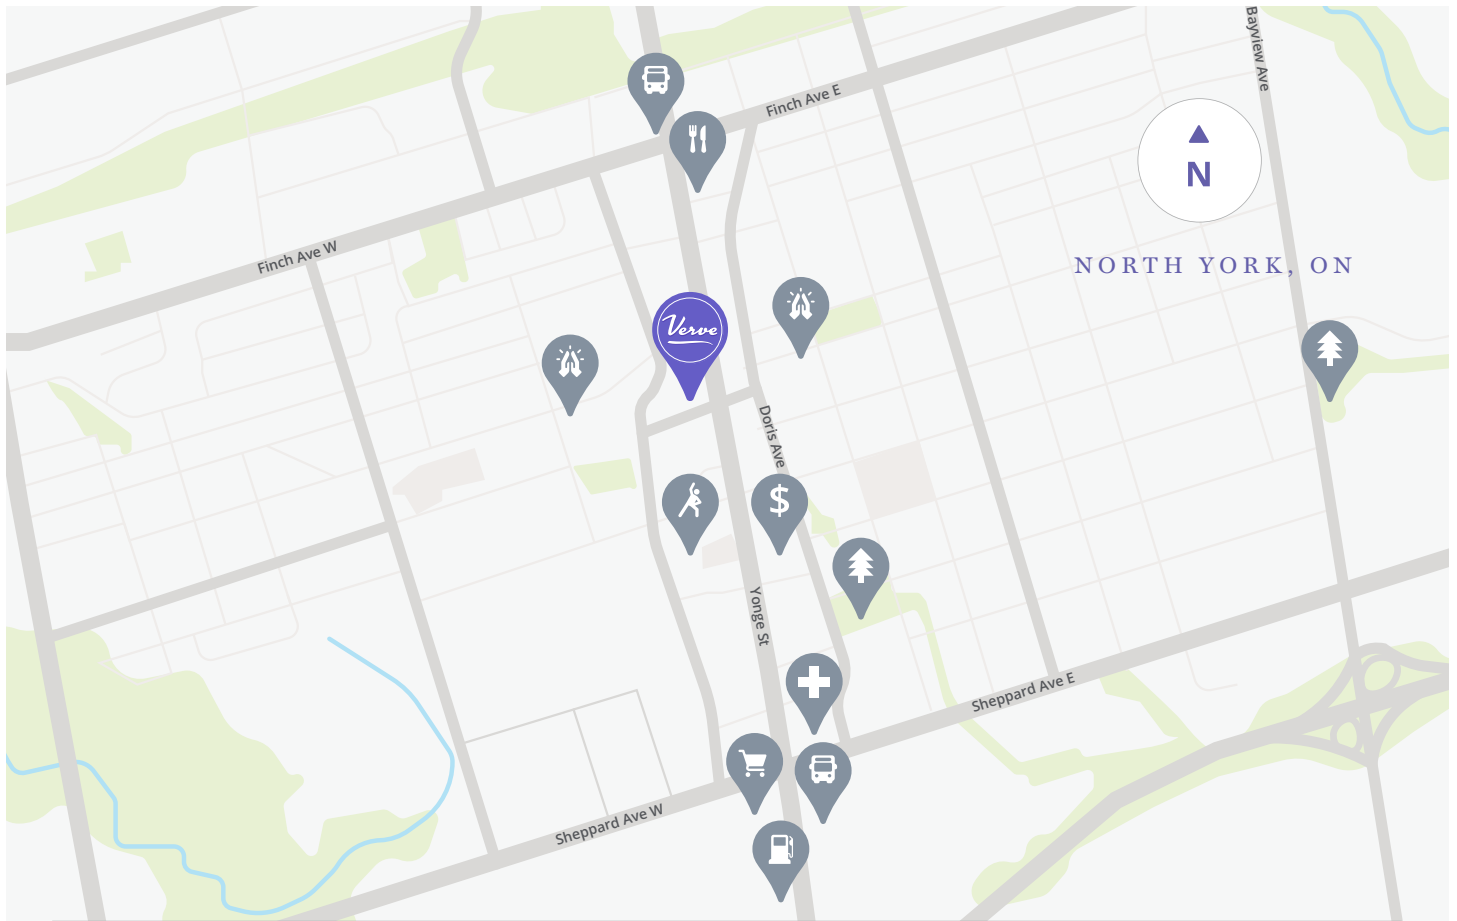 Bayview Ave
Finch Ave E
N
NORTH YORK, ON
Finch Ave W
Verve
Doris Ave
$
Yonge St
Sheppard Ave E
Sheppard Ave W